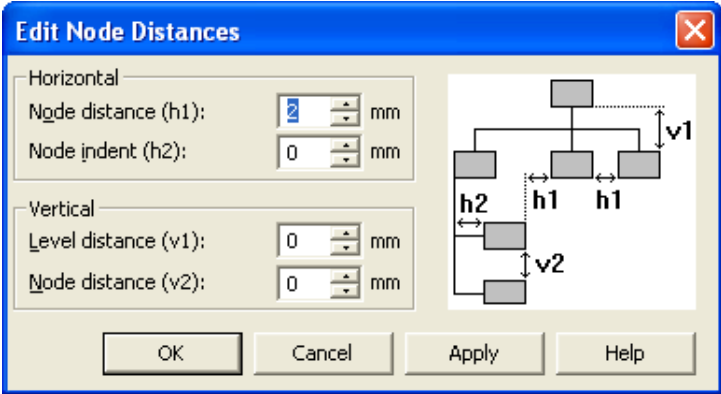 Edit Node Distances
Horizontal
Node distance (h1): 2 mm
Node indent (h2): 0 mm
Vertical
Level distance (v1): 0 mm
Node distance (v2): 0 mm
v1
h2 h1 h1
v2
OK Cancel Apply Help